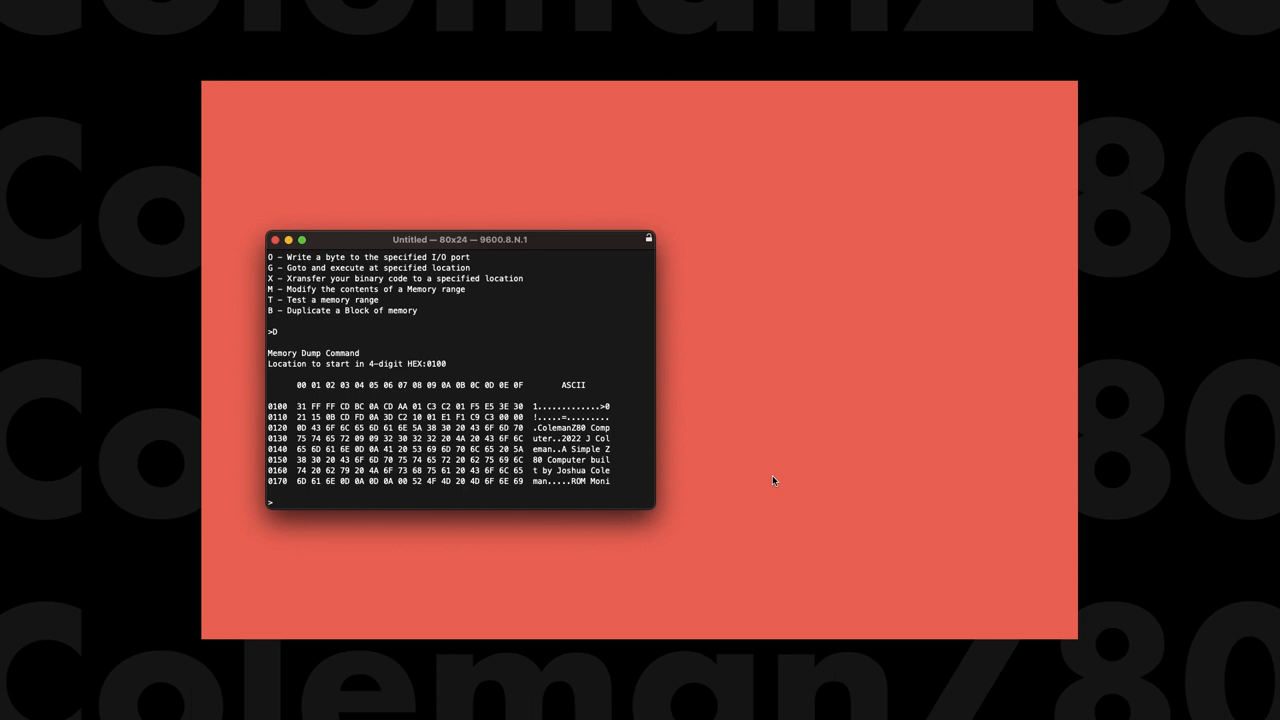 Coleman Z80
Coleman Z80
Untitled — 80x24 — 9600.8.N.1
O – Write a byte to the specified I/O port
G – Goto and execute at specified location
X – Xransfer your binary code to a specified location
M – Modify the contents of a Memory range
T – Test a memory range
B – Duplicate a Block of memory
>D
Memory Dump Command
Location to start in 4-digit HEX:0100
00 01 02 03 04 05 06 07 08 09 0A 0B 0C 0D 0E 0F ASCII
0100 31 FF FF CD BC 0A CD AA 01 C3 C2 01 F5 E5 3E 30 1.............>0
0110 21 15 0B CD FD 0A 3D C2 10 01 E1 F1 C9 C3 00 00 !.....=.........
0120 0D 43 6F 6C 65 6D 61 6E 5A 38 30 20 43 6F 6D 70 .ColemanZ80 Comp
0130 75 74 65 72 09 09 32 30 32 32 20 4A 20 43 6F 6C uter..2022 J Col
0140 65 6D 61 6E 0D 0A 41 20 53 69 6D 70 6C 65 20 5A eman..A Simple Z
0150 38 30 20 43 6F 6D 70 75 74 65 72 20 62 75 69 6C 80 Computer buil
0160 74 20 62 79 20 4A 6F 73 68 75 61 20 43 6F 6C 65 t by Joshua Cole
0170 6D 61 6E 0D 0A 0D 0A 00 52 4F 4D 20 4D 6F 6E 69 man.....ROM Moni
>
Coleman Z80